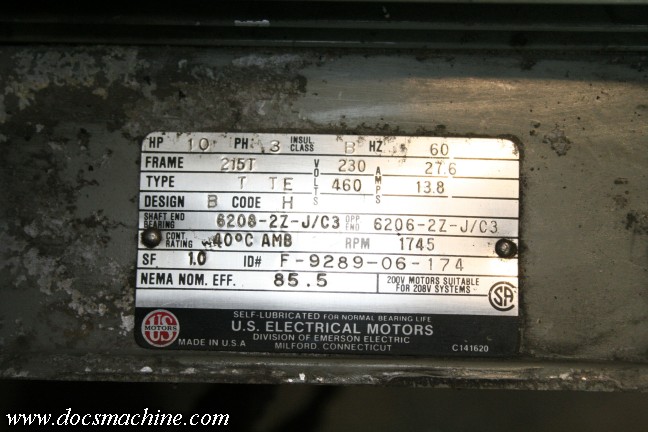 HP 10 PH 3 INSUL CLASS B HZ 60
FRAME 215T VOLTS 230 AMPS 27.6
TYPE T TE 460 13.8
DESIGN B CODE H
SHAFT END BEARING 6208-2Z-J/C3 OPP END 6206-2Z-J/C3
CONT. RATING 40°C AMB RPM 1745
SF 1.0 ID# F-9289-06-174
NEMA NOM. EFF. 85.5 200V MOTORS SUITABLE FOR 208V SYSTEMS
SA
SELF-LUBRICATED FOR NORMAL BEARING LIFE
US MOTORS
U.S. ELECTRICAL MOTORS
DIVISION OF EMERSON ELECTRIC
MADE IN U.S.A MILFORD, CONNECTICUT C141620
www.docsmachine.com